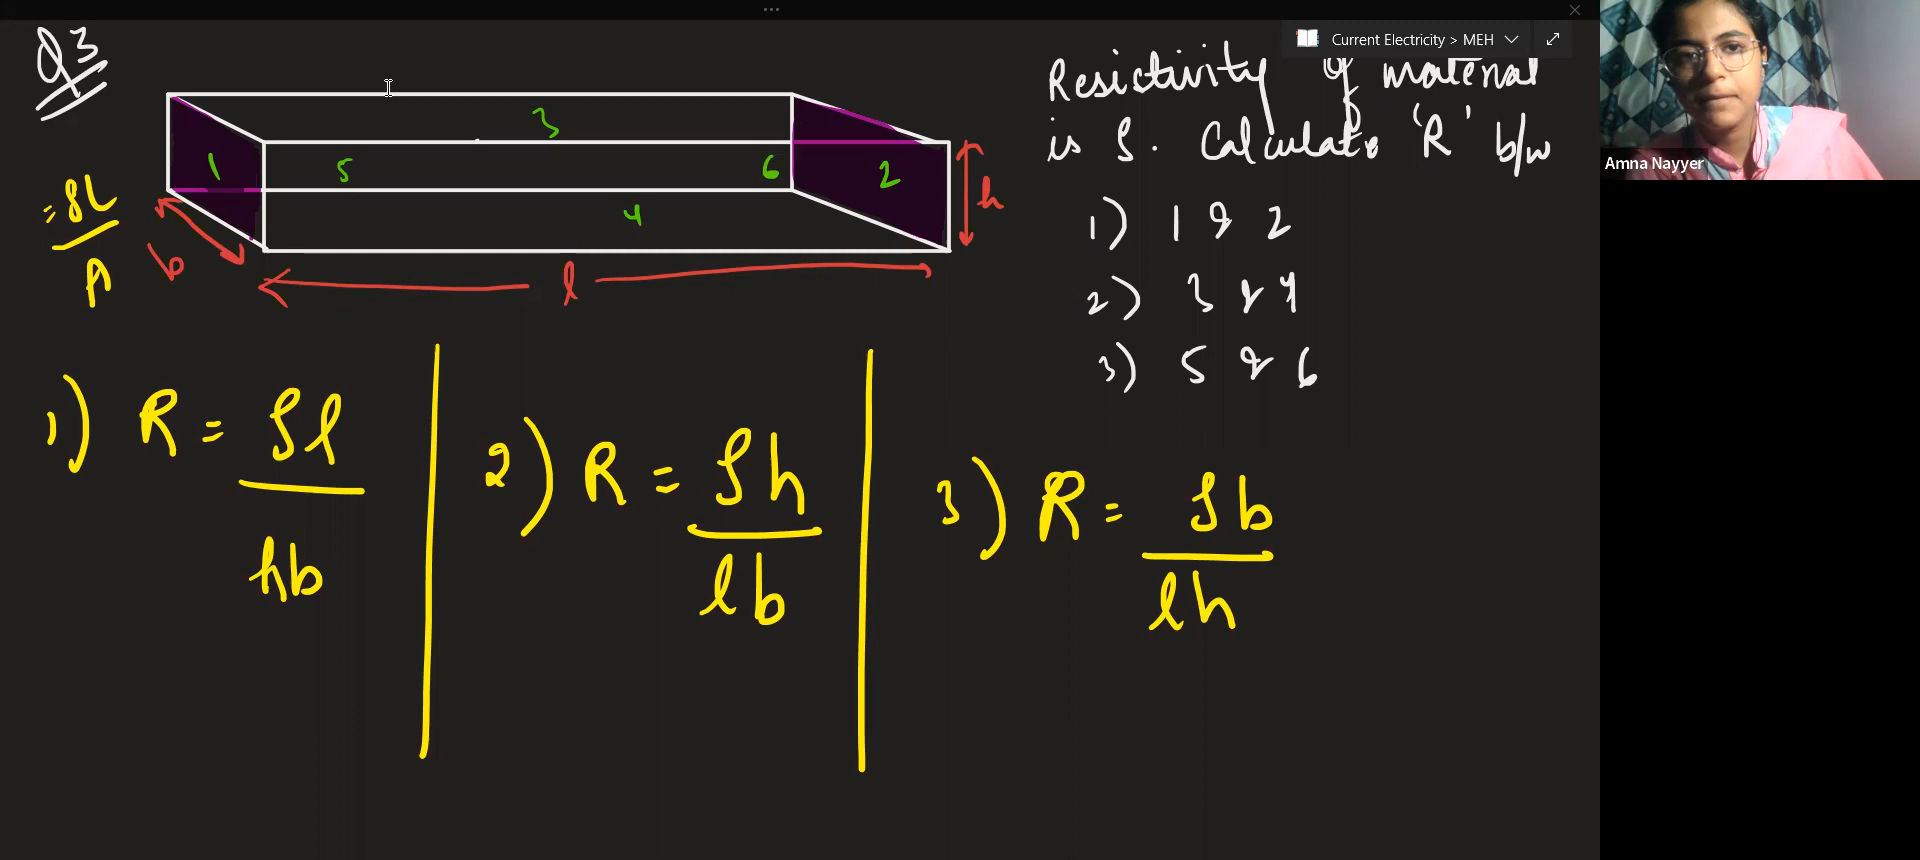 Q3
Current Electricity > MEH
Resistivity of material
is ρ. Calculate 'R' b/w
1) 1 & 2
2) 3 & 4
3) 5 & 6
Amna Nayyer
3
1 5 6 2
4
h
b
l
= ρL
A
1) R = ρl
hb
2) R = ρh
lb
3) R = ρb
lh